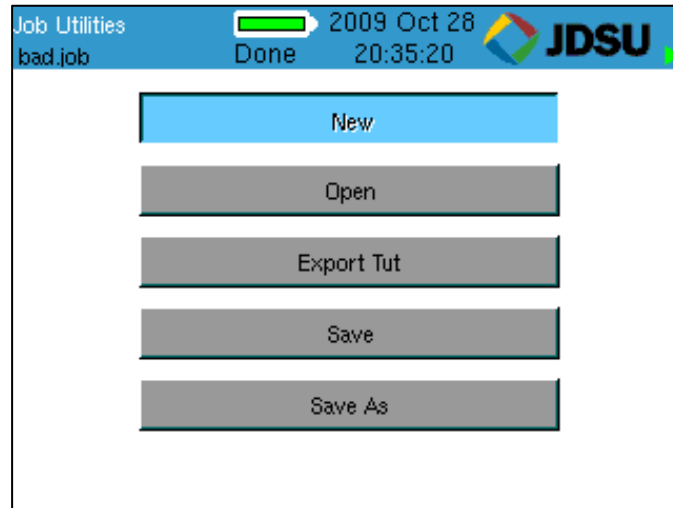 Job Utilities
2009 Oct 28
JDSU
bad.job
Done
20:35:20
New
Open
Export Tut
Save
Save As